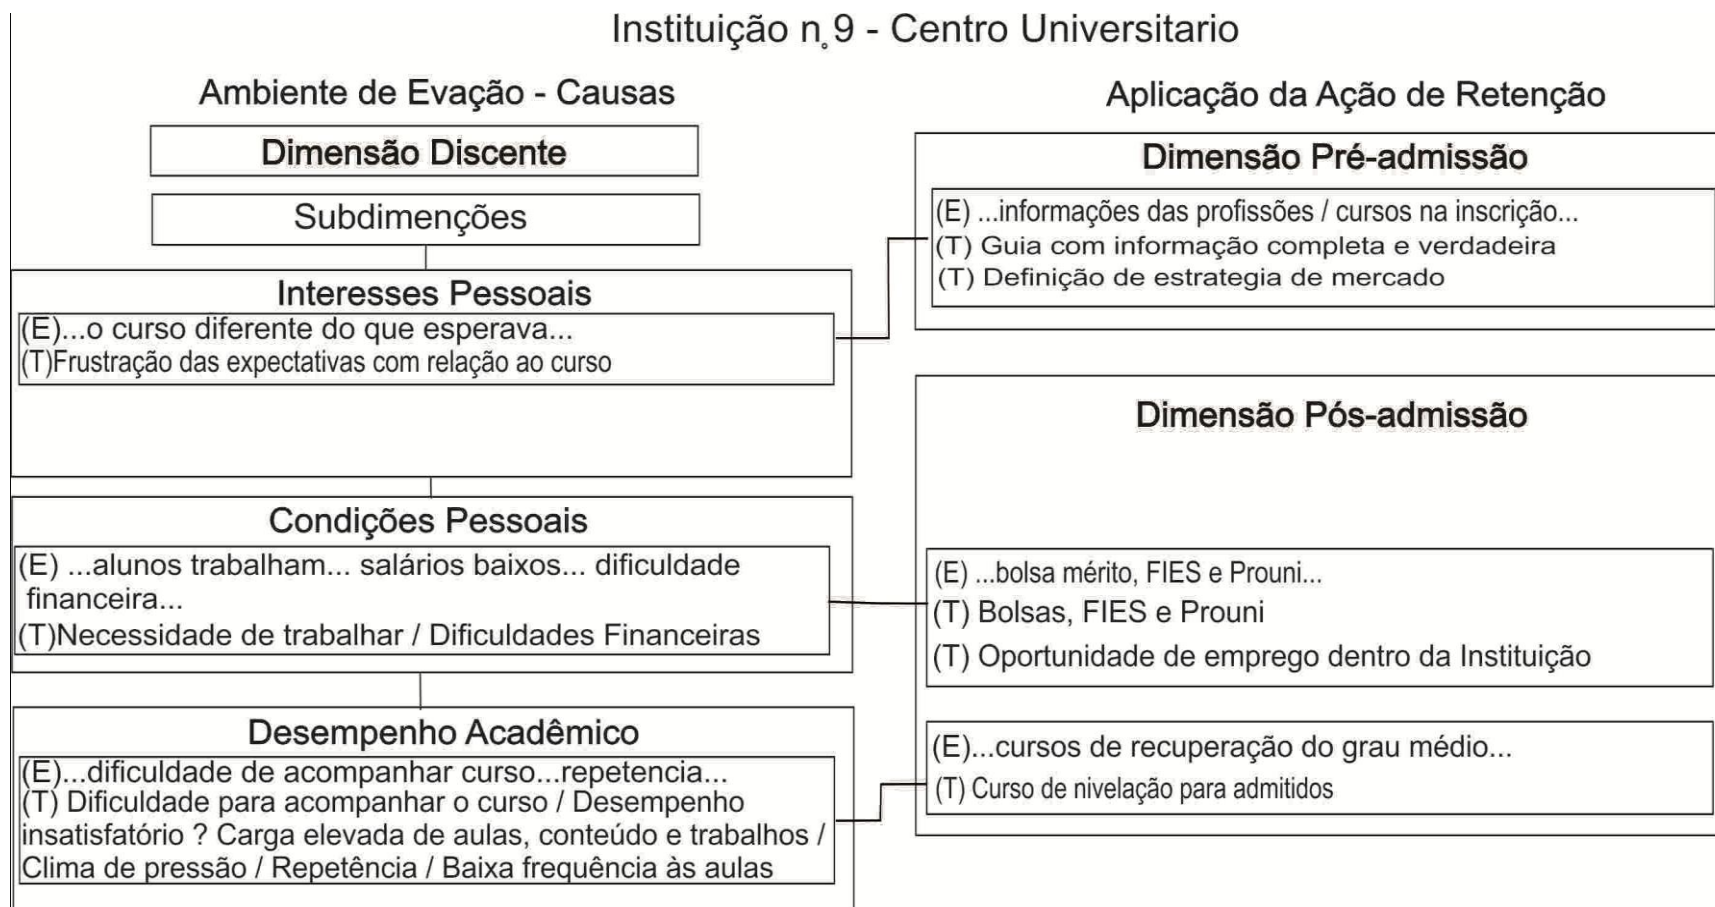 Instituição n.º 9 - Centro Universitario
Ambiente de Evação - Causas
Dimensão Discente
Subdimenções
Interesses Pessoais
(E)...o curso diferente do que esperava...
(T)Frustração das expectativas com relação ao curso
Condições Pessoais
(E) ...alunos trabalham... salários baixos... dificuldade
financeira...
(T)Necessidade de trabalhar / Dificuldades Financeiras
Desempenho Acadêmico
(E)...dificuldade de acompanhar curso...repetencia...
(T) Dificuldade para acompanhar o curso / Desempenho
insatisfatório ? Carga elevada de aulas, conteúdo e trabalhos /
Clima de pressão / Repetência / Baixa frequência às aulas
Aplicação da Ação de Retenção
Dimensão Pré-admissão
(E) ...informações das profissões / cursos na inscrição...
(T) Guia com informação completa e verdadeira
(T) Definição de estrategia de mercado
Dimensão Pós-admissão
(E) ...bolsa mérito, FIES e Prouni...
(T) Bolsas, FIES e Prouni
(T) Oportunidade de emprego dentro da Instituição
(E)...cursos de recuperação do grau médio...
(T) Curso de nivelação para admitidos